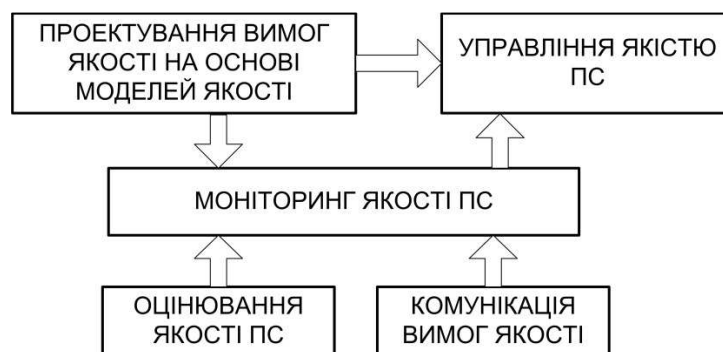 ПРОЕКТУВАННЯ ВИМОГ
ЯКОСТІ НА ОСНОВІ
МОДЕЛЕЙ ЯКОСТІ
УПРАВЛІННЯ ЯКІСТЮ
ПС
МОНІТОРИНГ ЯКОСТІ ПС
ОЦІНЮВАННЯ
ЯКОСТІ ПС
КОМУНІКАЦІЯ
ВИМОГ ЯКОСТІ